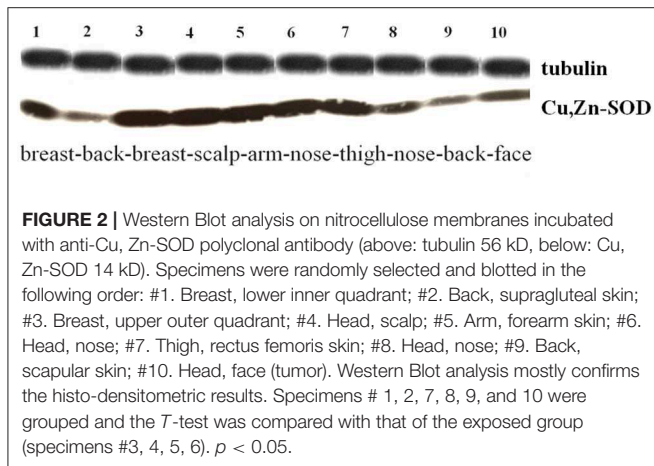 1 2 3 4 5 6 7 8 9 10
tubulin
Cu,Zn-SOD
breast-back-breast-scalp-arm-nose-thigh-nose-back-face
FIGURE 2 | Western Blot analysis on nitrocellulose membranes incubated
with anti-Cu, Zn-SOD polyclonal antibody (above: tubulin 56 kD, below: Cu,
Zn-SOD 14 kD). Specimens were randomly selected and blotted in the
following order: #1. Breast, lower inner quadrant; #2. Back, supragluteal skin;
#3. Breast, upper outer quadrant; #4. Head, scalp; #5. Arm, forearm skin; #6.
Head, nose; #7. Thigh, rectus femoris skin; #8. Head, nose; #9. Back,
scapular skin; #10. Head, face (tumor). Western Blot analysis mostly confirms
the histo-densitometric results. Specimens # 1, 2, 7, 8, 9, and 10 were
grouped and the T-test was compared with that of the exposed group
(specimens #3, 4, 5, 6). p < 0.05.